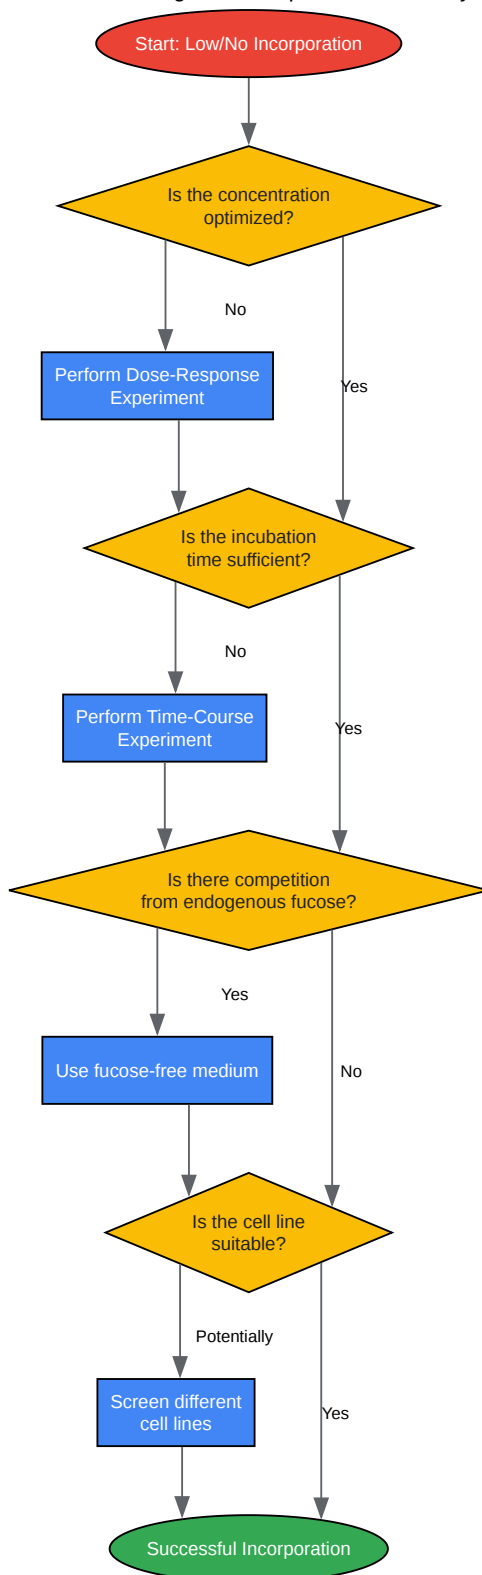 Start: Low/No Incorporation
Is the concentration
optimized?
No
Perform Dose-Response
Experiment
Yes
Is the incubation
time sufficient?
No
Perform Time-Course
Experiment
Yes
Is there competition
from endogenous fucose?
Yes
Use fucose-free medium
No
Is the cell line
suitable?
Potentially
Screen different
cell lines
Yes
Successful Incorporation